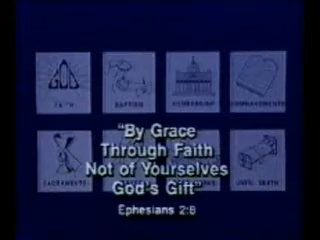 GOD
FAITH
BAPTISM
MEMBERSHIP
COMMANDMENTS
"By Grace
Through Faith
Not of Yourselves
God's Gift"
SACRAMENTS
UNTIL DEATH
Ephesians 2:8